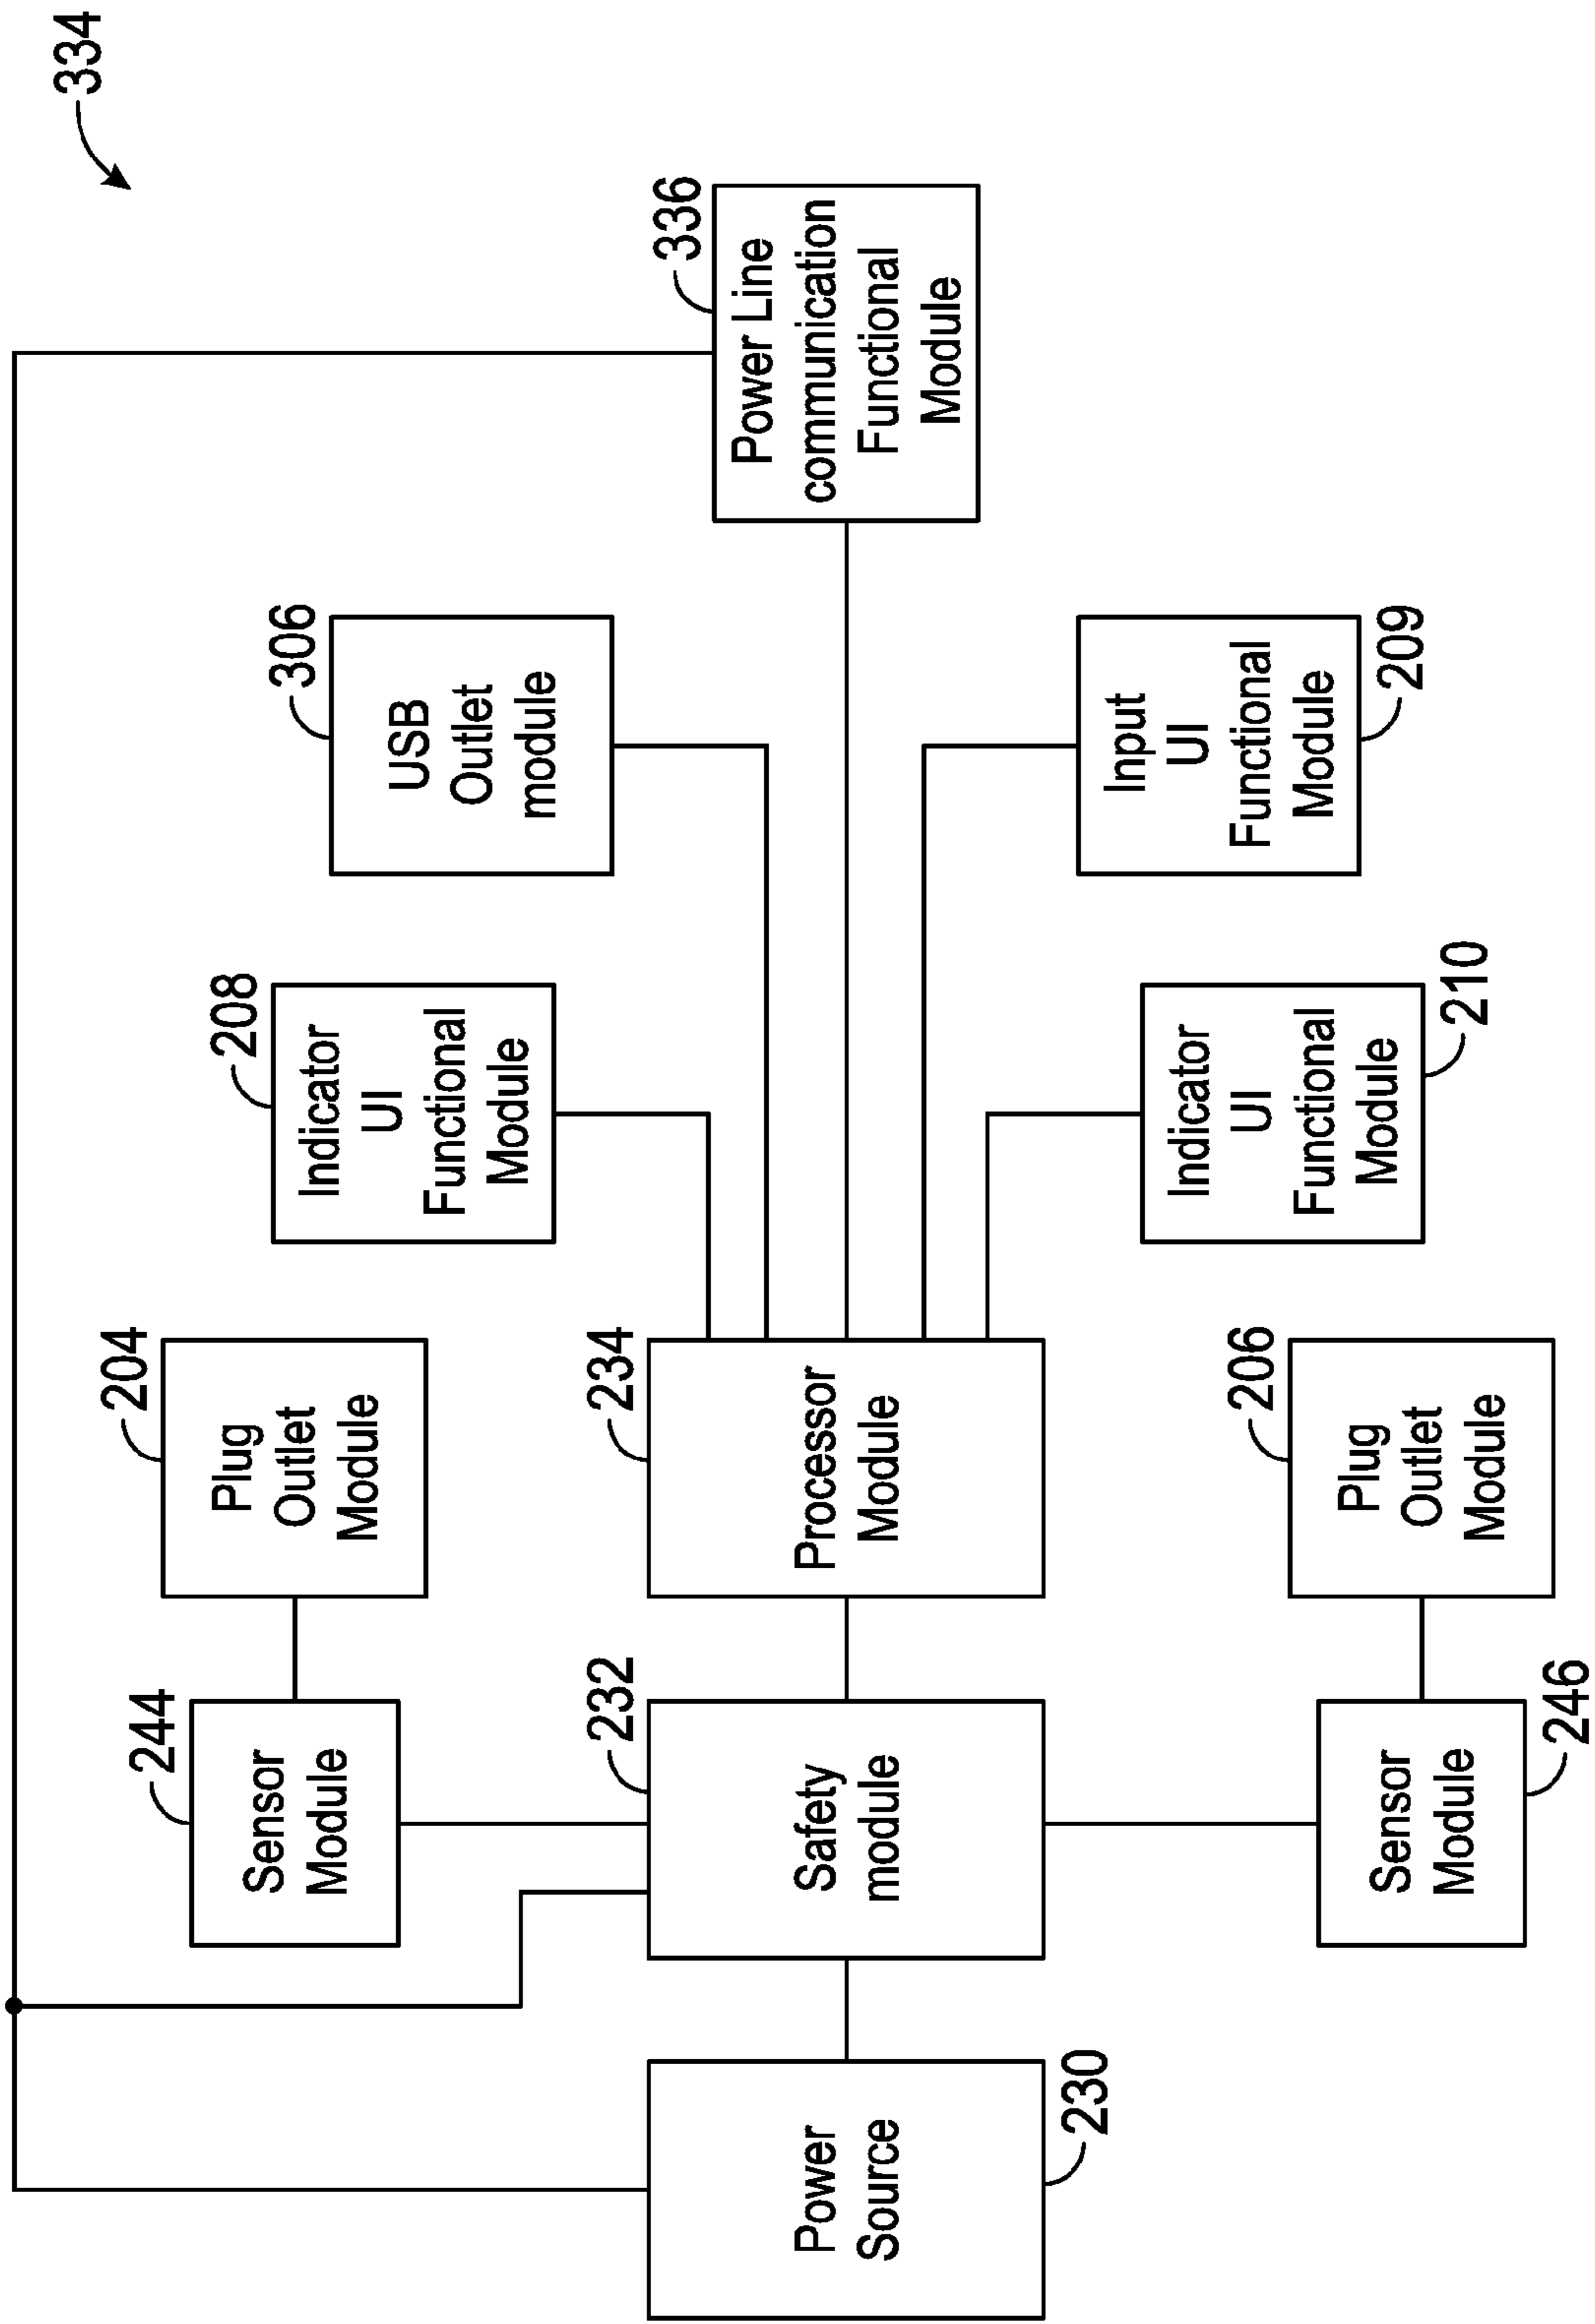 334
204
Plug
Outlet
Module
244
Sensor
Module
208
Indicator
UI
Functional
Module
306
USB
Outlet
module
336
Power Line
communication
Functional
Module
234
Processor
Module
232
Safety
module
Power
Source
230
Input
UI
Functional
Module
209
Indicator
UI
Functional
Module
210
206
Plug
Outlet
Module
Sensor
Module
246